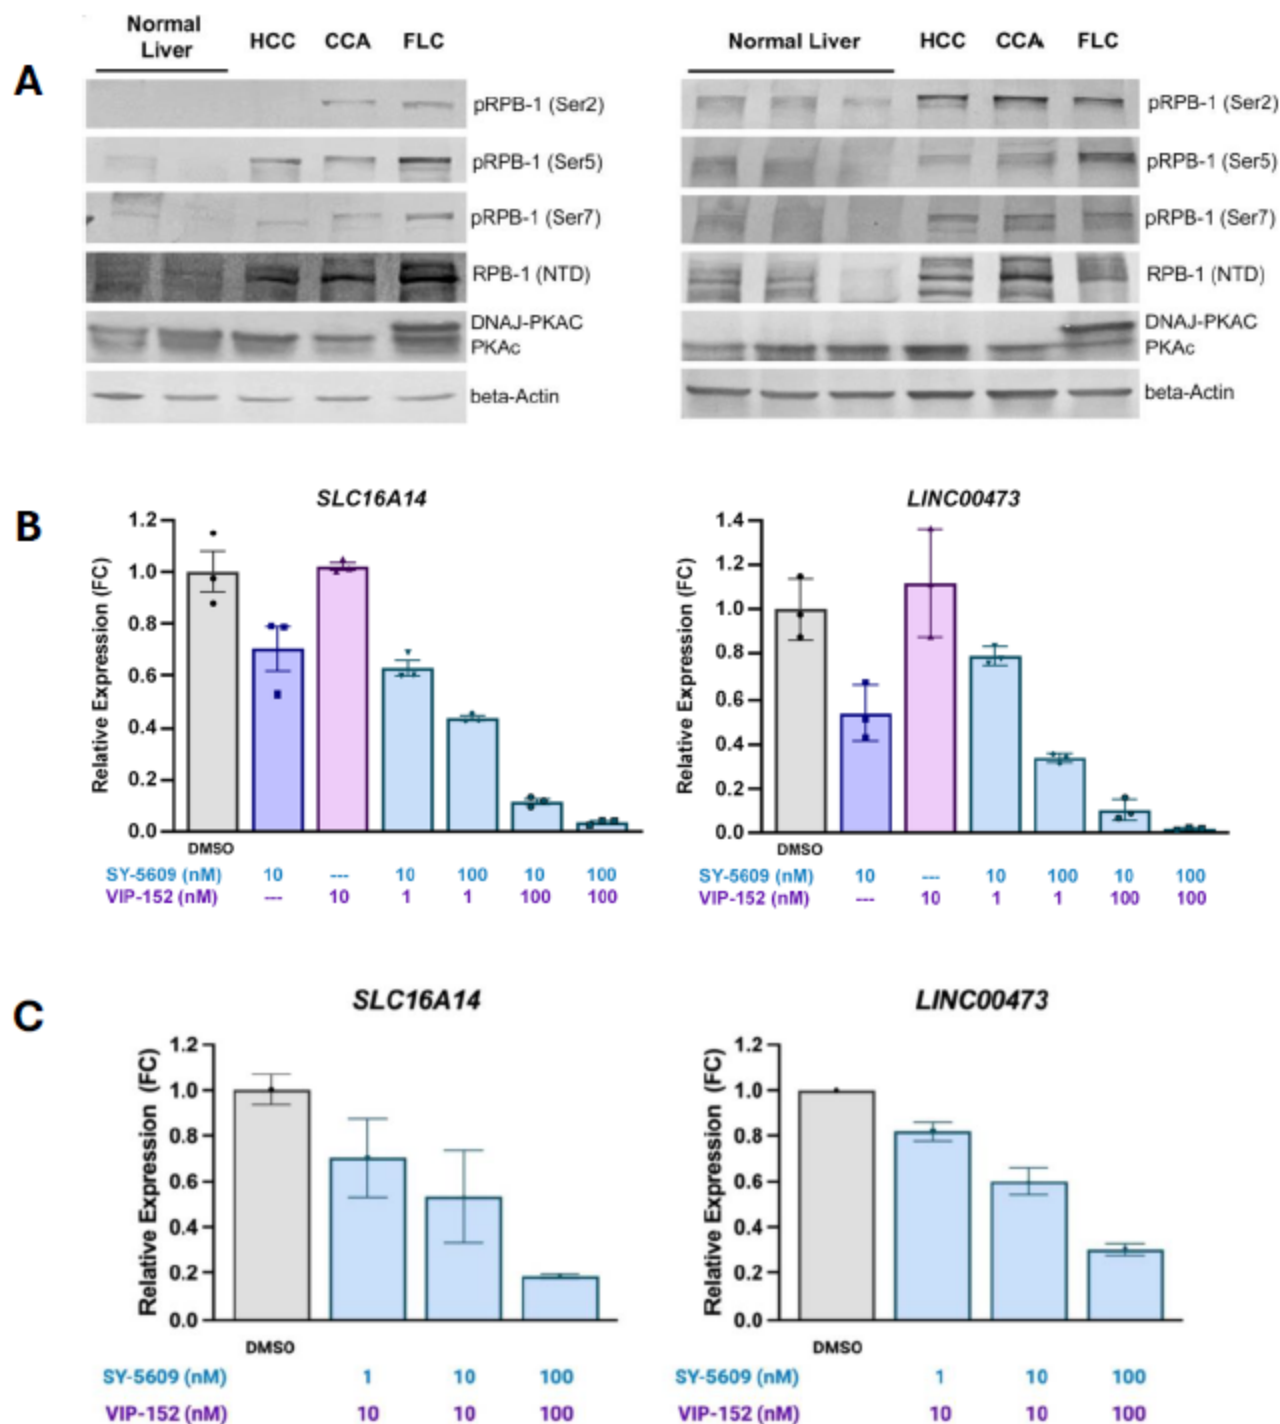 A
Normal Liver HCC CCA FLC
pRPB-1 (Ser2)
pRPB-1 (Ser5)
pRPB-1 (Ser7)
RPB-1 (NTD)
DNAJ-PKAC
PKAc
beta-Actin
Normal Liver HCC CCA FLC
pRPB-1 (Ser2)
pRPB-1 (Ser5)
pRPB-1 (Ser7)
RPB-1 (NTD)
DNAJ-PKAC
PKAc
beta-Actin
B
SLC16A14
Relative Expression (FC)
1.2
1.0
0.8
0.6
0.4
0.2
0.0
DMSO
SY-5609 (nM) 10 --- 10 100 10 100
VIP-152 (nM) --- 10 1 1 100 100
LINC00473
Relative Expression (FC)
1.4
1.2
1.0
0.8
0.6
0.4
0.2
0.0
DMSO
SY-5609 (nM) 10 --- 10 100 10 100
VIP-152 (nM) --- 10 1 1 100 100
C
SLC16A14
Relative Expression (FC)
1.2
1.0
0.8
0.6
0.4
0.2
0.0
DMSO
SY-5609 (nM) 1 10 100
VIP-152 (nM) 10 10 100
LINC00473
Relative Expression (FC)
1.2
1.0
0.8
0.6
0.4
0.2
0.0
DMSO
SY-5609 (nM) 1 10 100
VIP-152 (nM) 10 10 100